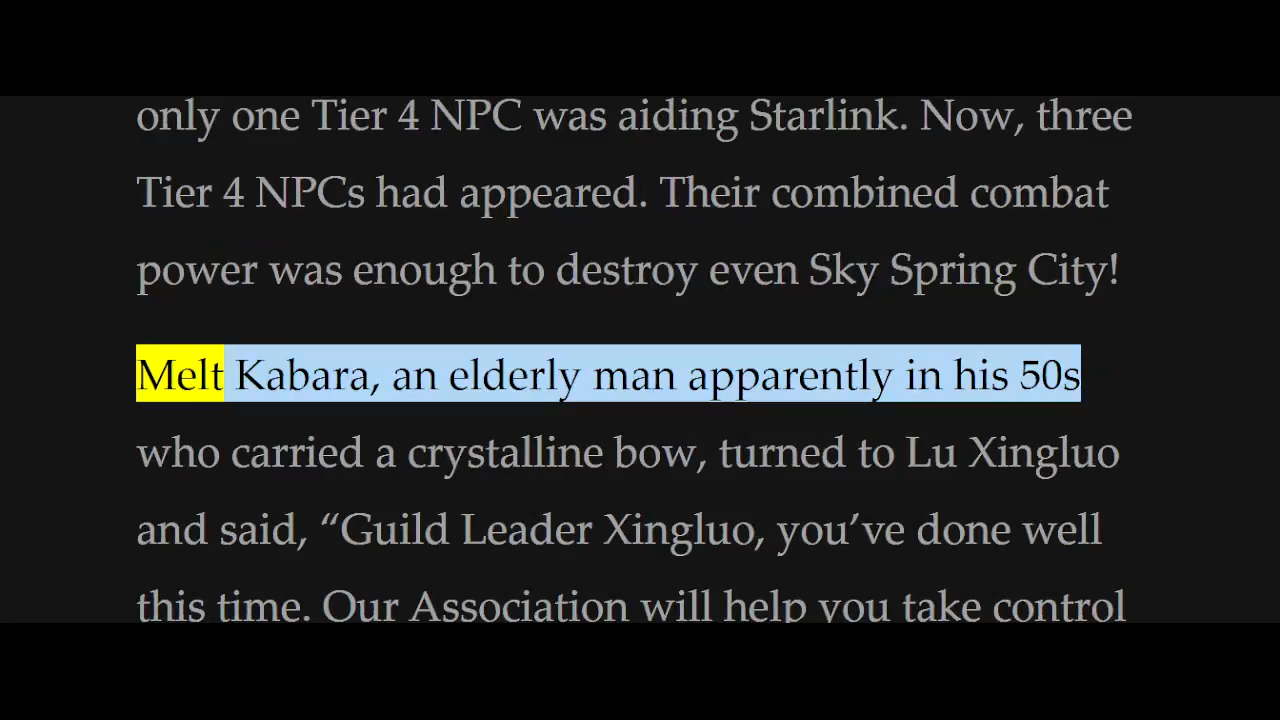 only one Tier 4 NPC was aiding Starlink. Now, three
Tier 4 NPCs had appeared. Their combined combat
power was enough to destroy even Sky Spring City!
Melt Kabara, an elderly man apparently in his 50s
who carried a crystalline bow, turned to Lu Xingluo
and said, “Guild Leader Xingluo, you’ve done well
this time. Our Association will help you take control